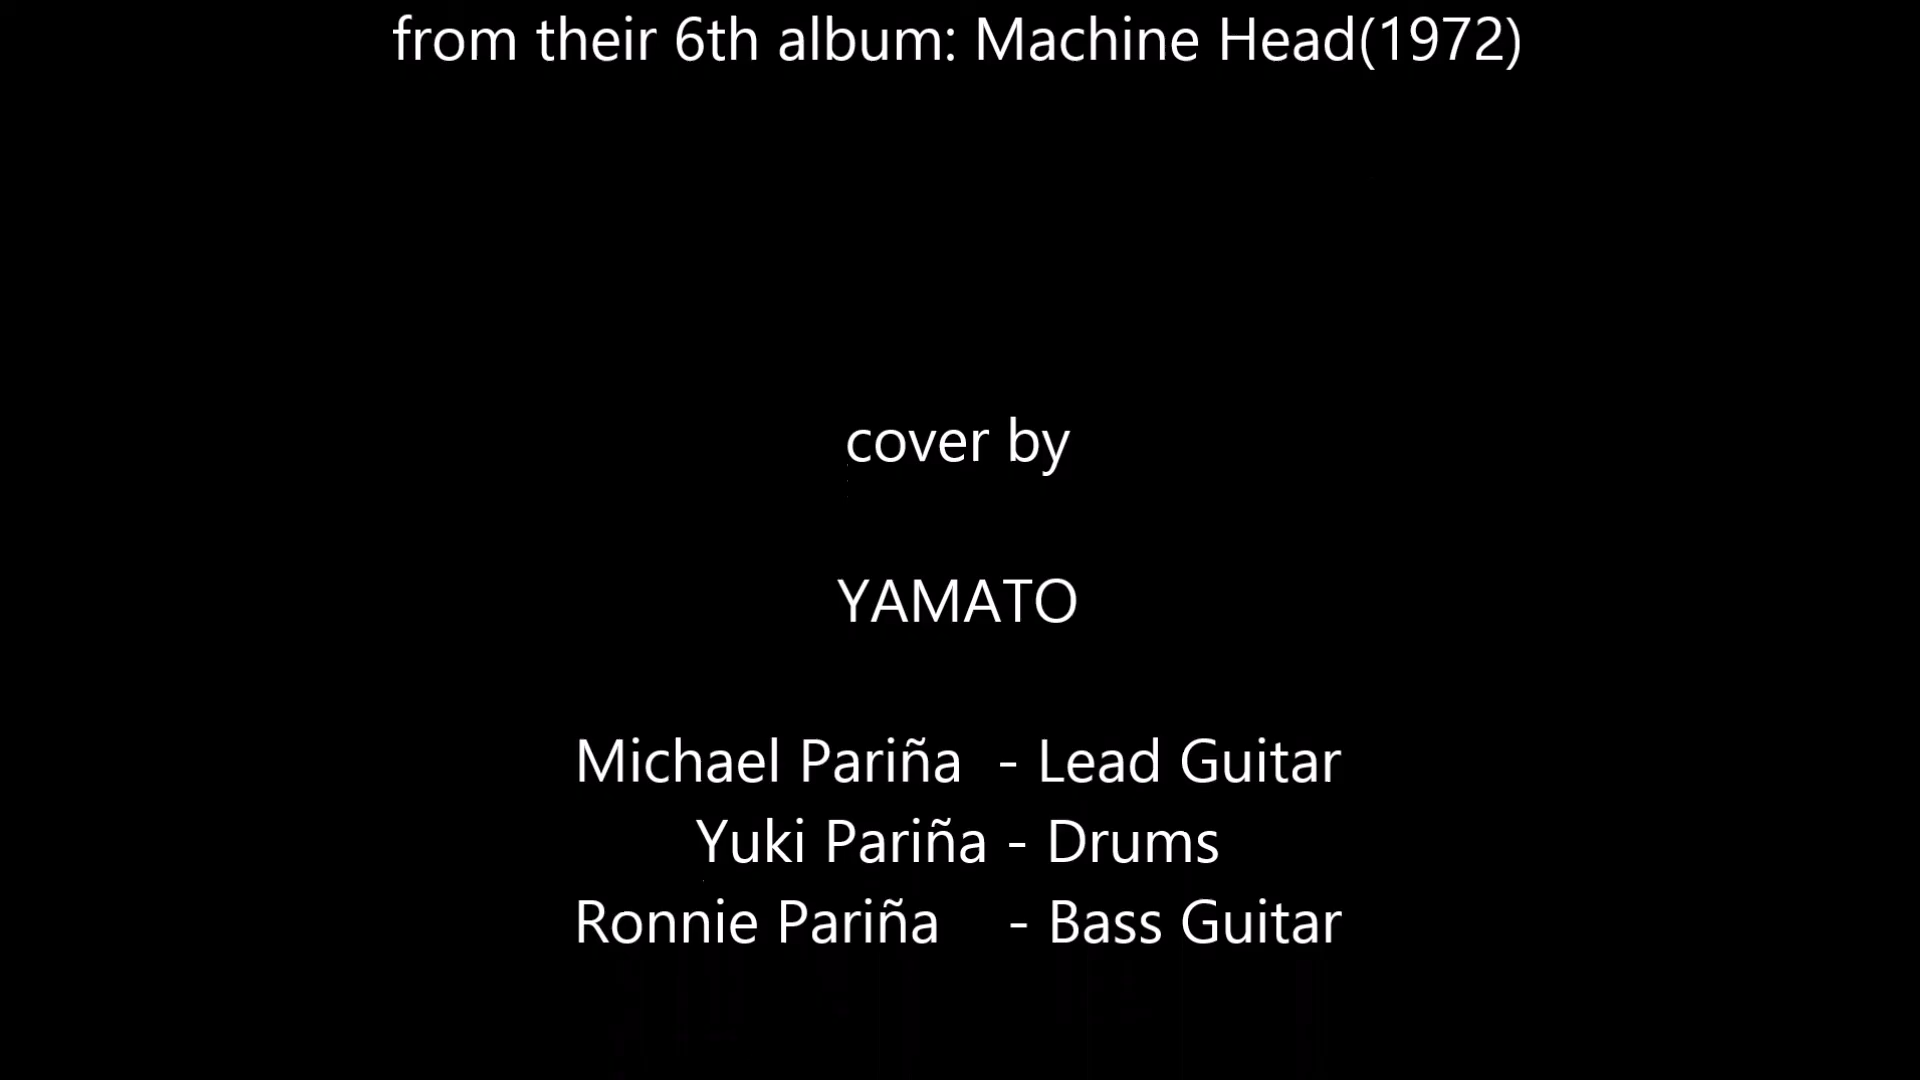 from their 6th album: Machine Head(1972)
cover by
YAMATO
Michael Pariña - Lead Guitar
Yuki Pariña - Drums
Ronnie Pariña - Bass Guitar